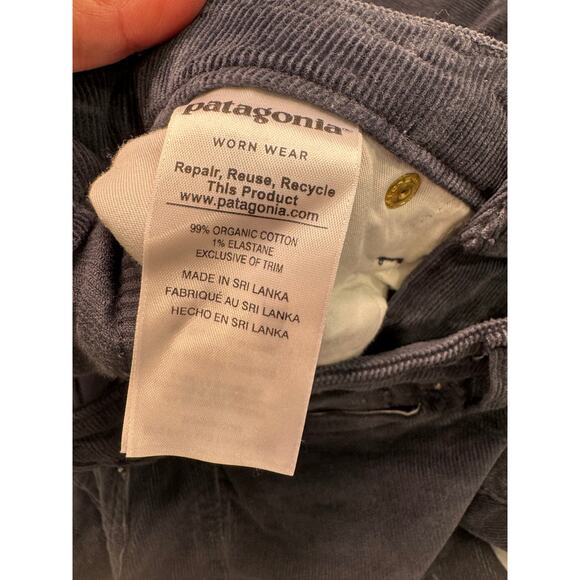 patagonia™
WORN WEAR
Repair, Reuse, Recycle
This Product
www.patagonia.com
99% ORGANIC COTTON
1% ELASTANE
EXCLUSIVE OF TRIM
MADE IN SRI LANKA
FABRIQUÉ AU SRI LANKA
HECHO EN SRI LANKA